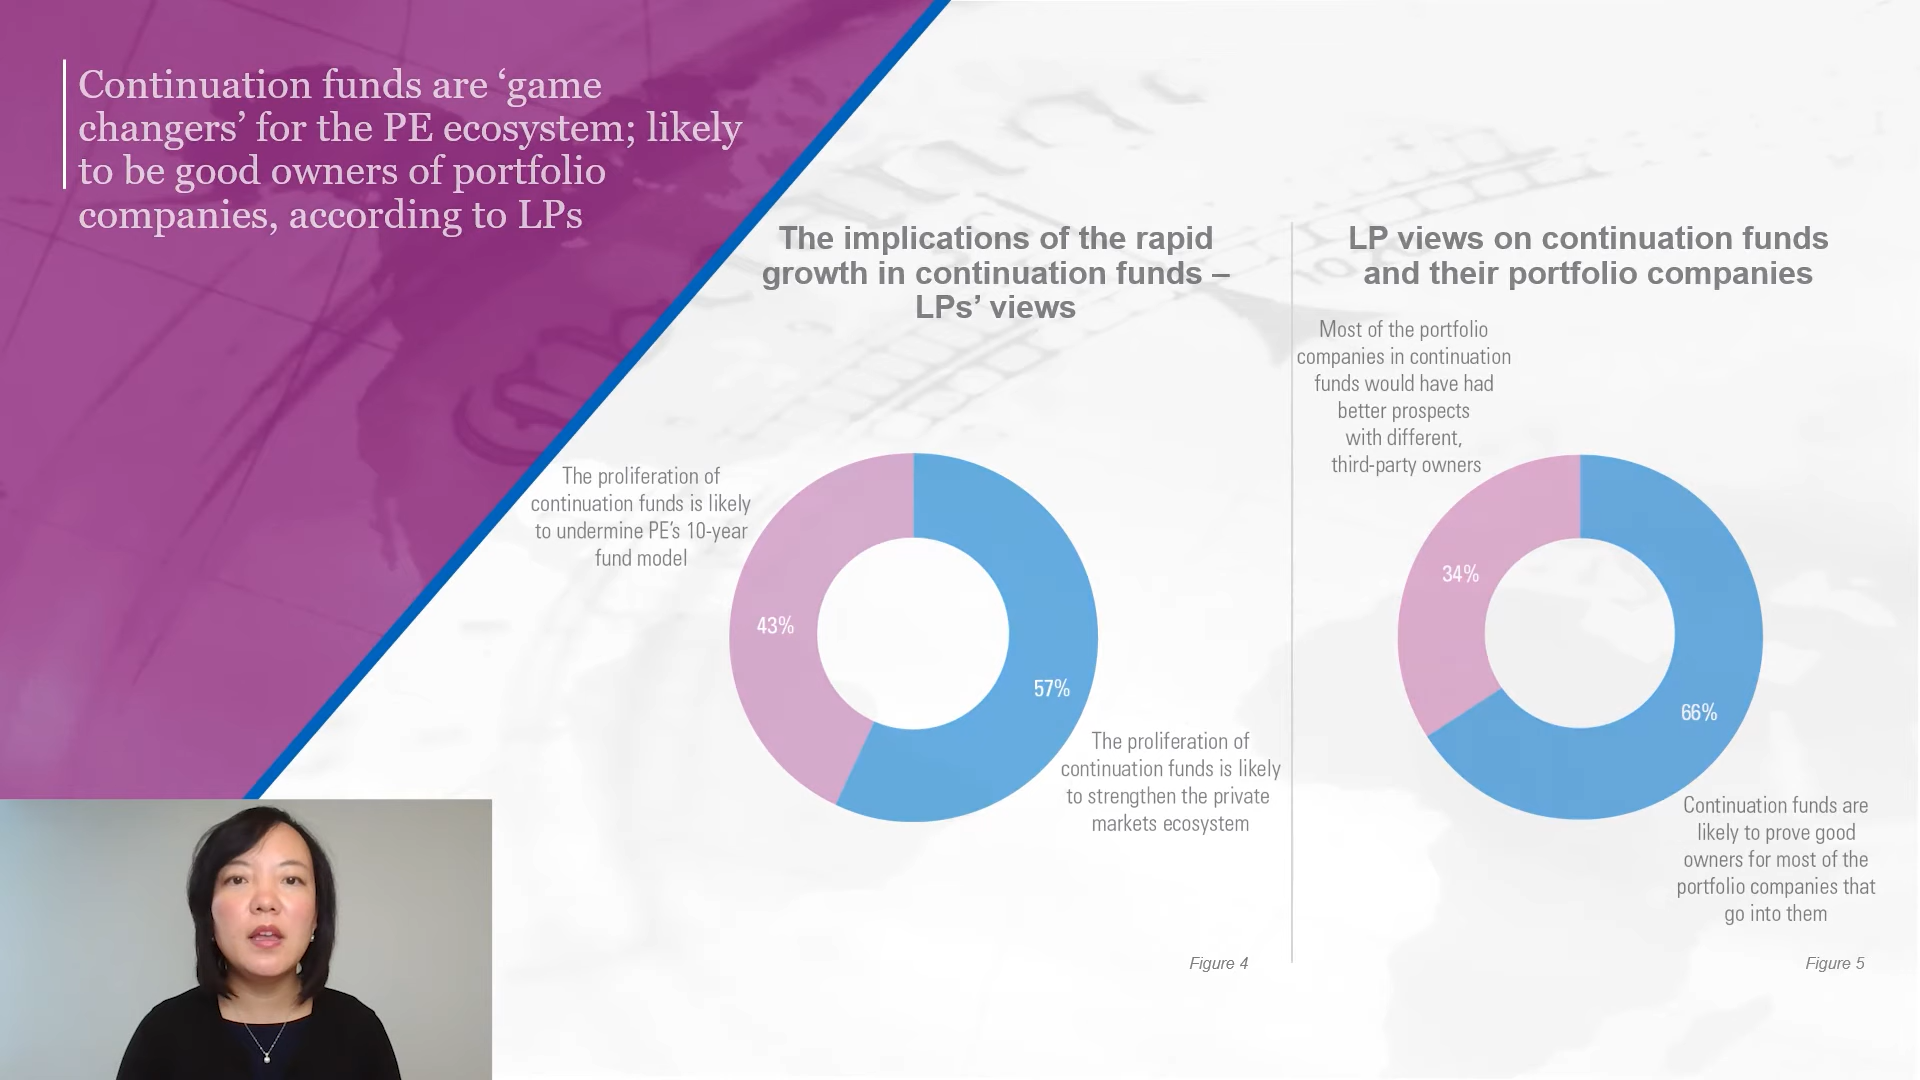 Continuation funds are ‘game
changers’ for the PE ecosystem; likely
to be good owners of portfolio
companies, according to LPs
The implications of the rapid
growth in continuation funds –
LPs’ views
The proliferation of
continuation funds is likely
to undermine PE’s 10-year
fund model
43%
57%
The proliferation of
continuation funds is likely
to strengthen the private
markets ecosystem
Figure 4
LP views on continuation funds
and their portfolio companies
Most of the portfolio
companies in continuation
funds would have had
better prospects
with different,
third-party owners
34%
66%
Continuation funds are
likely to prove good
owners for most of the
portfolio companies that
go into them
Figure 5